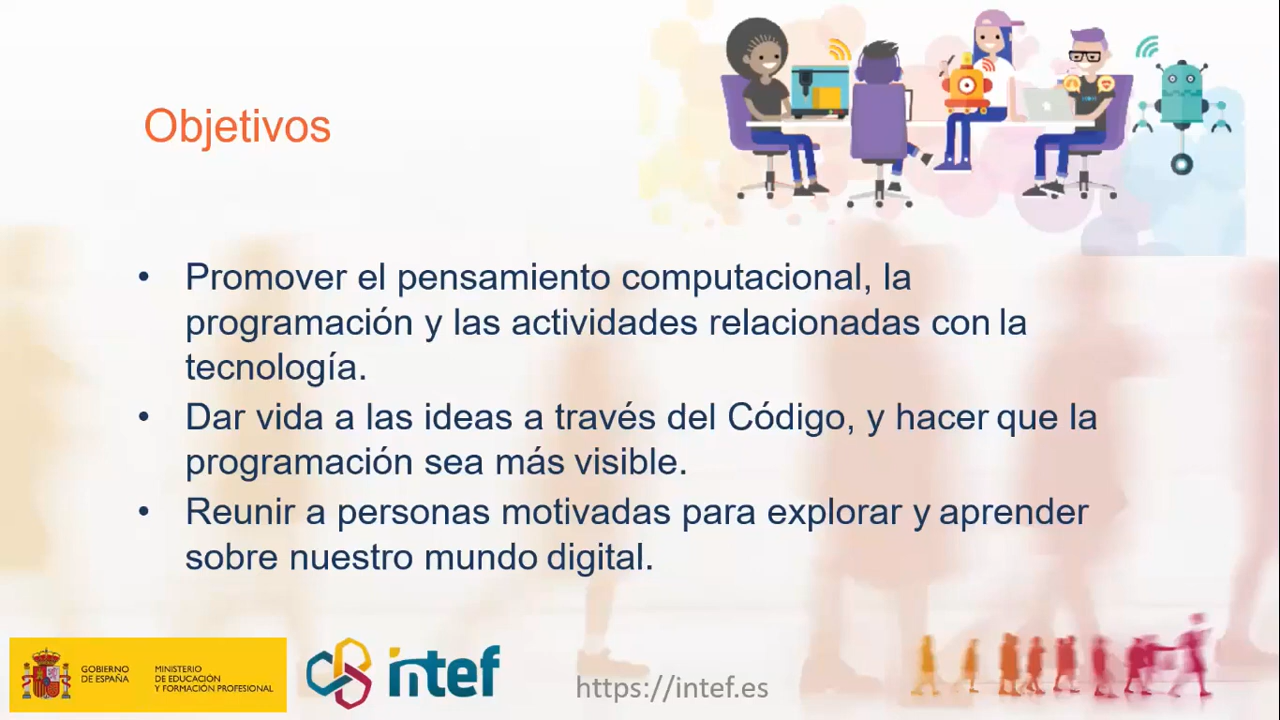 Objetivos
• Promover el pensamiento computacional, la
programación y las actividades relacionadas con la
tecnología.
• Dar vida a las ideas a través del Código, y hacer que la
programación sea más visible.
• Reunir a personas motivadas para explorar y aprender
sobre nuestro mundo digital.
GOBIERNO
DE ESPAÑA
MINISTERIO
DE EDUCACIÓN
Y FORMACIÓN PROFESIONAL
intef
https://intef.es